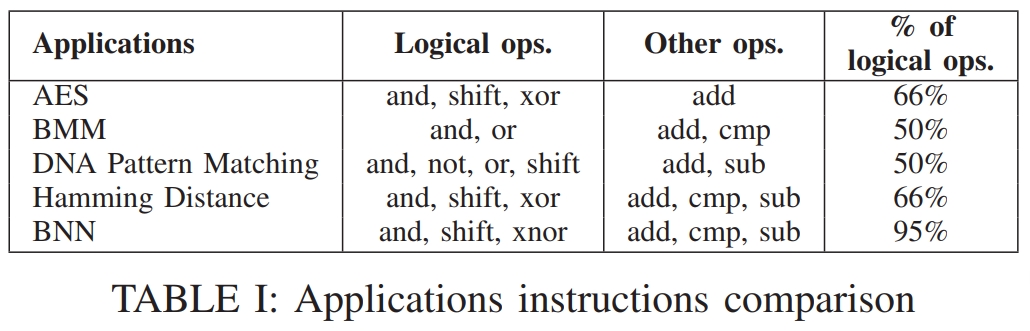 Applications Logical ops. Other ops. % of logical ops.
AES and, shift, xor add 66%
BMM and, or add, cmp 50%
DNA Pattern Matching and, not, or, shift add, sub 50%
Hamming Distance and, shift, xor add, cmp, sub 66%
BNN and, shift, xnor add, cmp, sub 95%
TABLE I: Applications instructions comparison